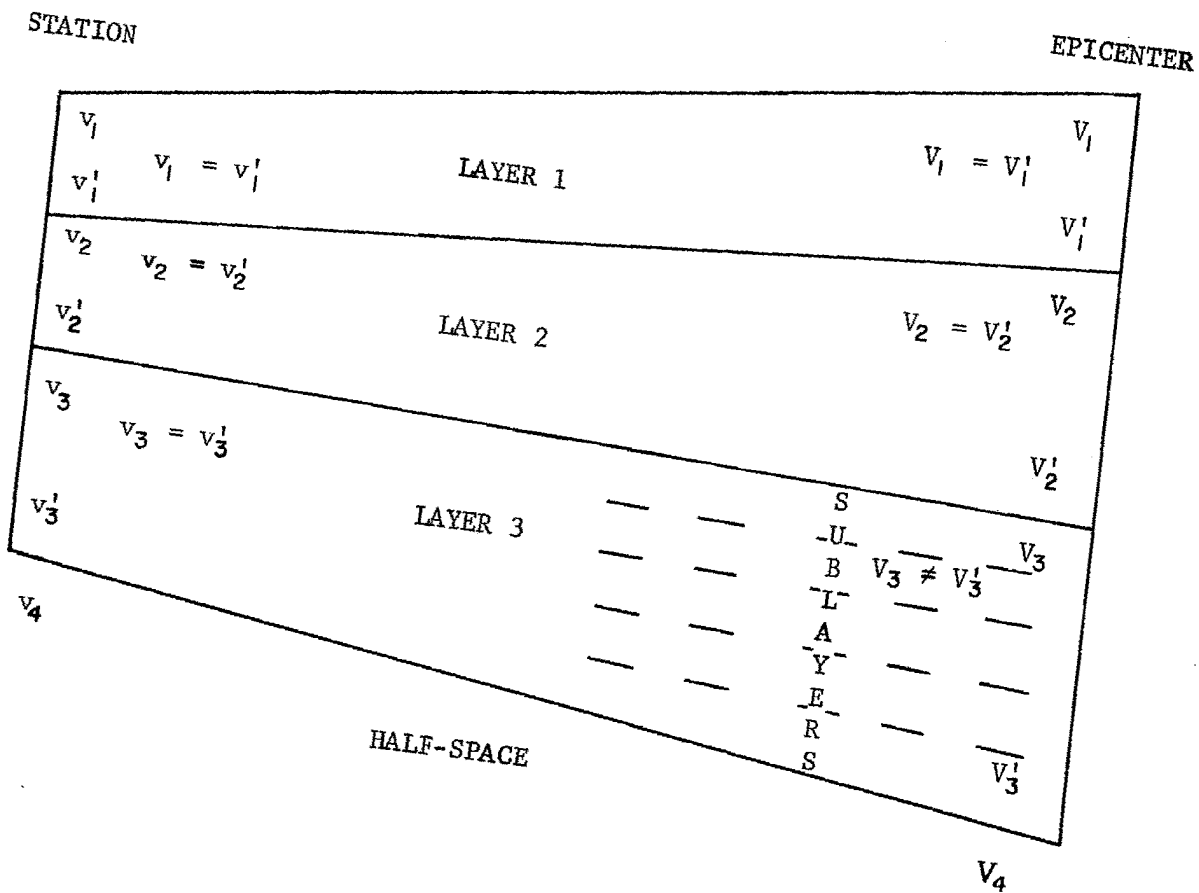 STATION
EPICENTER
v₁
v₁ = v₁'
LAYER 1
V₁ = V₁'
V₁
v₁'
V₁'
v₂
v₂ = v₂'
LAYER 2
V₂ = V₂'
V₂
v₂'
V₂'
v₃
v₃ = v₃'
LAYER 3
SUBLAYERS
V₃
V₃ ≠ V₃'
v₃'
V₃'
v₄
HALF-SPACE
V₄